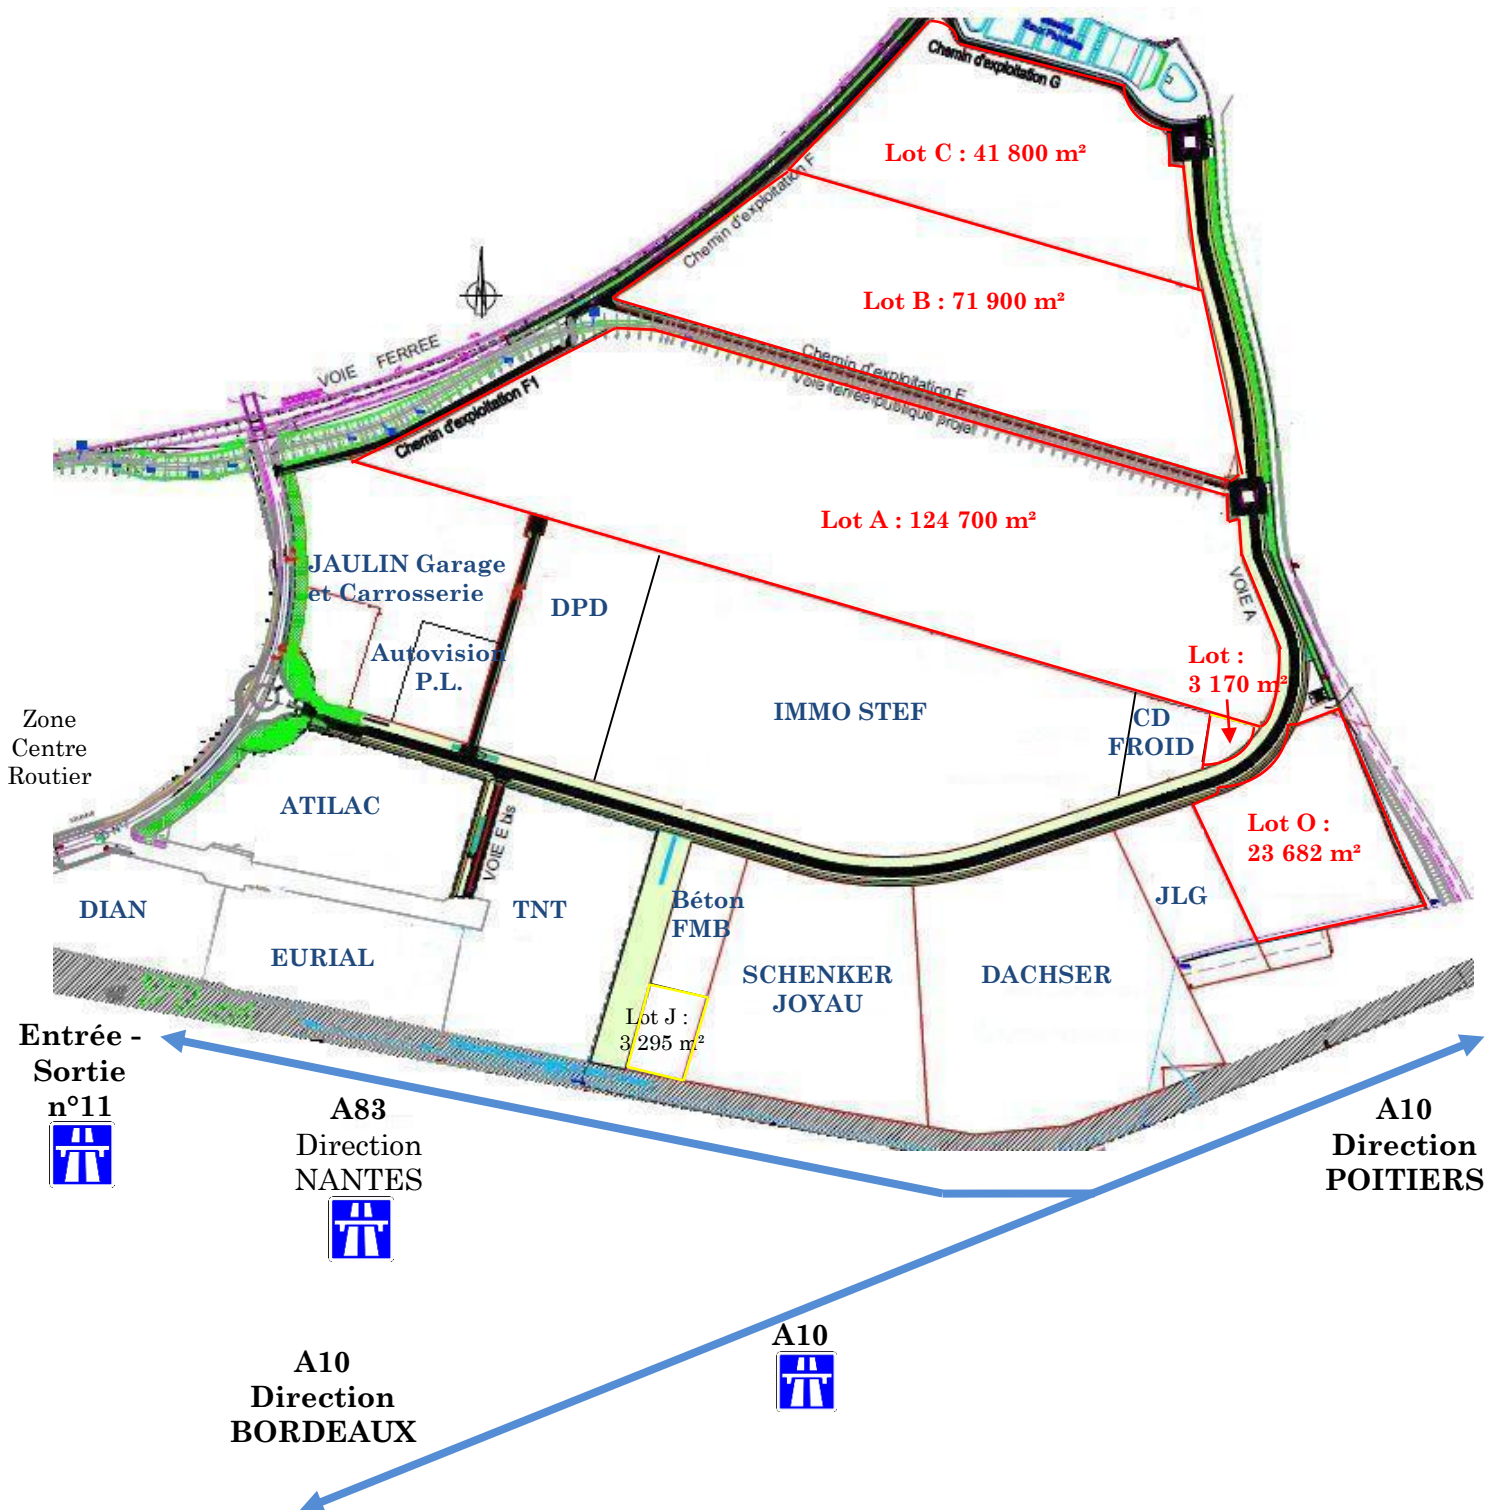 Eaux Pluviales
Chemin d'exploitation G
Lot C : 41 800 m²
Chemin d'exploitation F
Lot B : 71 900 m²
VOIE FERREE
Chemin d'exploitation E
Voie ferrée publique projet
Chemin d'exploitation F1
Lot A : 124 700 m²
JAULIN Garage
et Carrosserie
DPD
VOIE A
Autovision
P.L.
Lot :
3 170 m²
IMMO STEF
CD
FROID
Zone
Centre
Routier
ATILAC
VOIE E bis
Lot O :
23 682 m²
DIAN
TNT
Béton
FMB
JLG
EURIAL
SCHENKER
JOYAU
DACHSER
Lot J :
3 295 m²
Entrée -
Sortie
n°11
A83
Direction
NANTES
A10
Direction
POITIERS
A10
A10
Direction
BORDEAUX